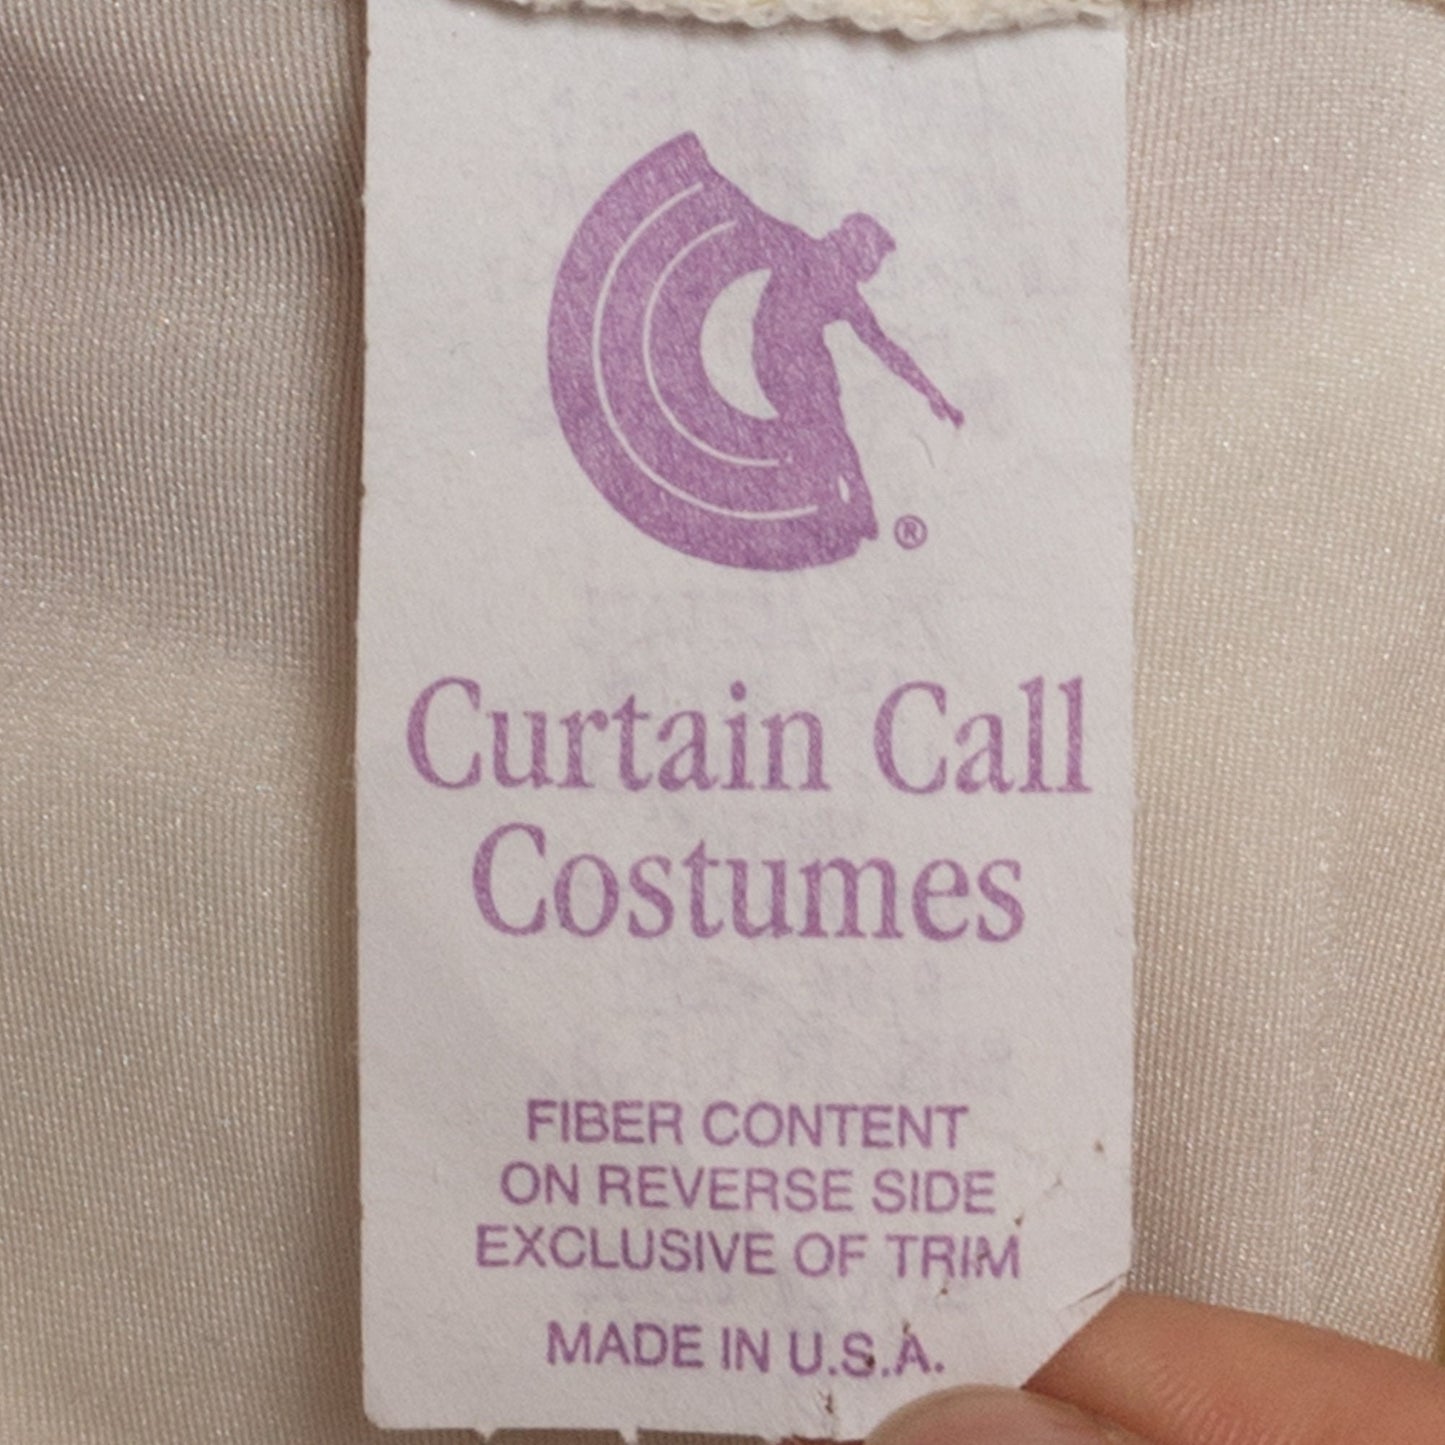 ®
Curtain Call
Costumes
FIBER CONTENT
ON REVERSE SIDE
EXCLUSIVE OF TRIM
MADE IN U.S.A.